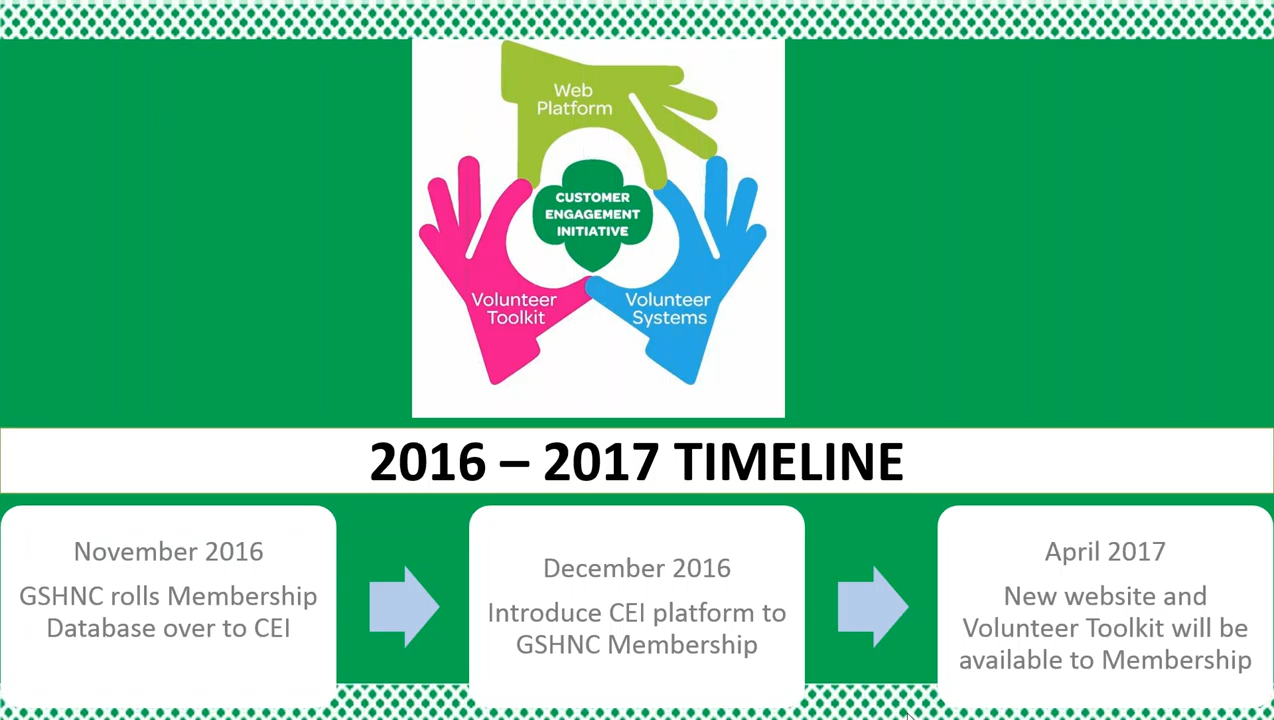 Web
Platform
CUSTOMER
ENGAGEMENT
INITIATIVE
Volunteer
Toolkit
Volunteer
Systems
2016 – 2017 TIMELINE
November 2016
GSHNC rolls Membership
Database over to CEI
December 2016
Introduce CEI platform to
GSHNC Membership
April 2017
New website and
Volunteer Toolkit will be
available to Membership